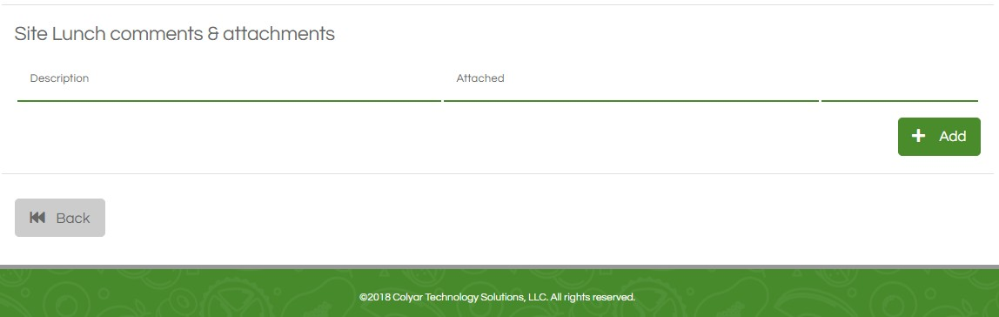 Site Lunch comments & attachments
Description Attached
Add
Back
©2018 Colyar Technology Solutions, LLC. All rights reserved.